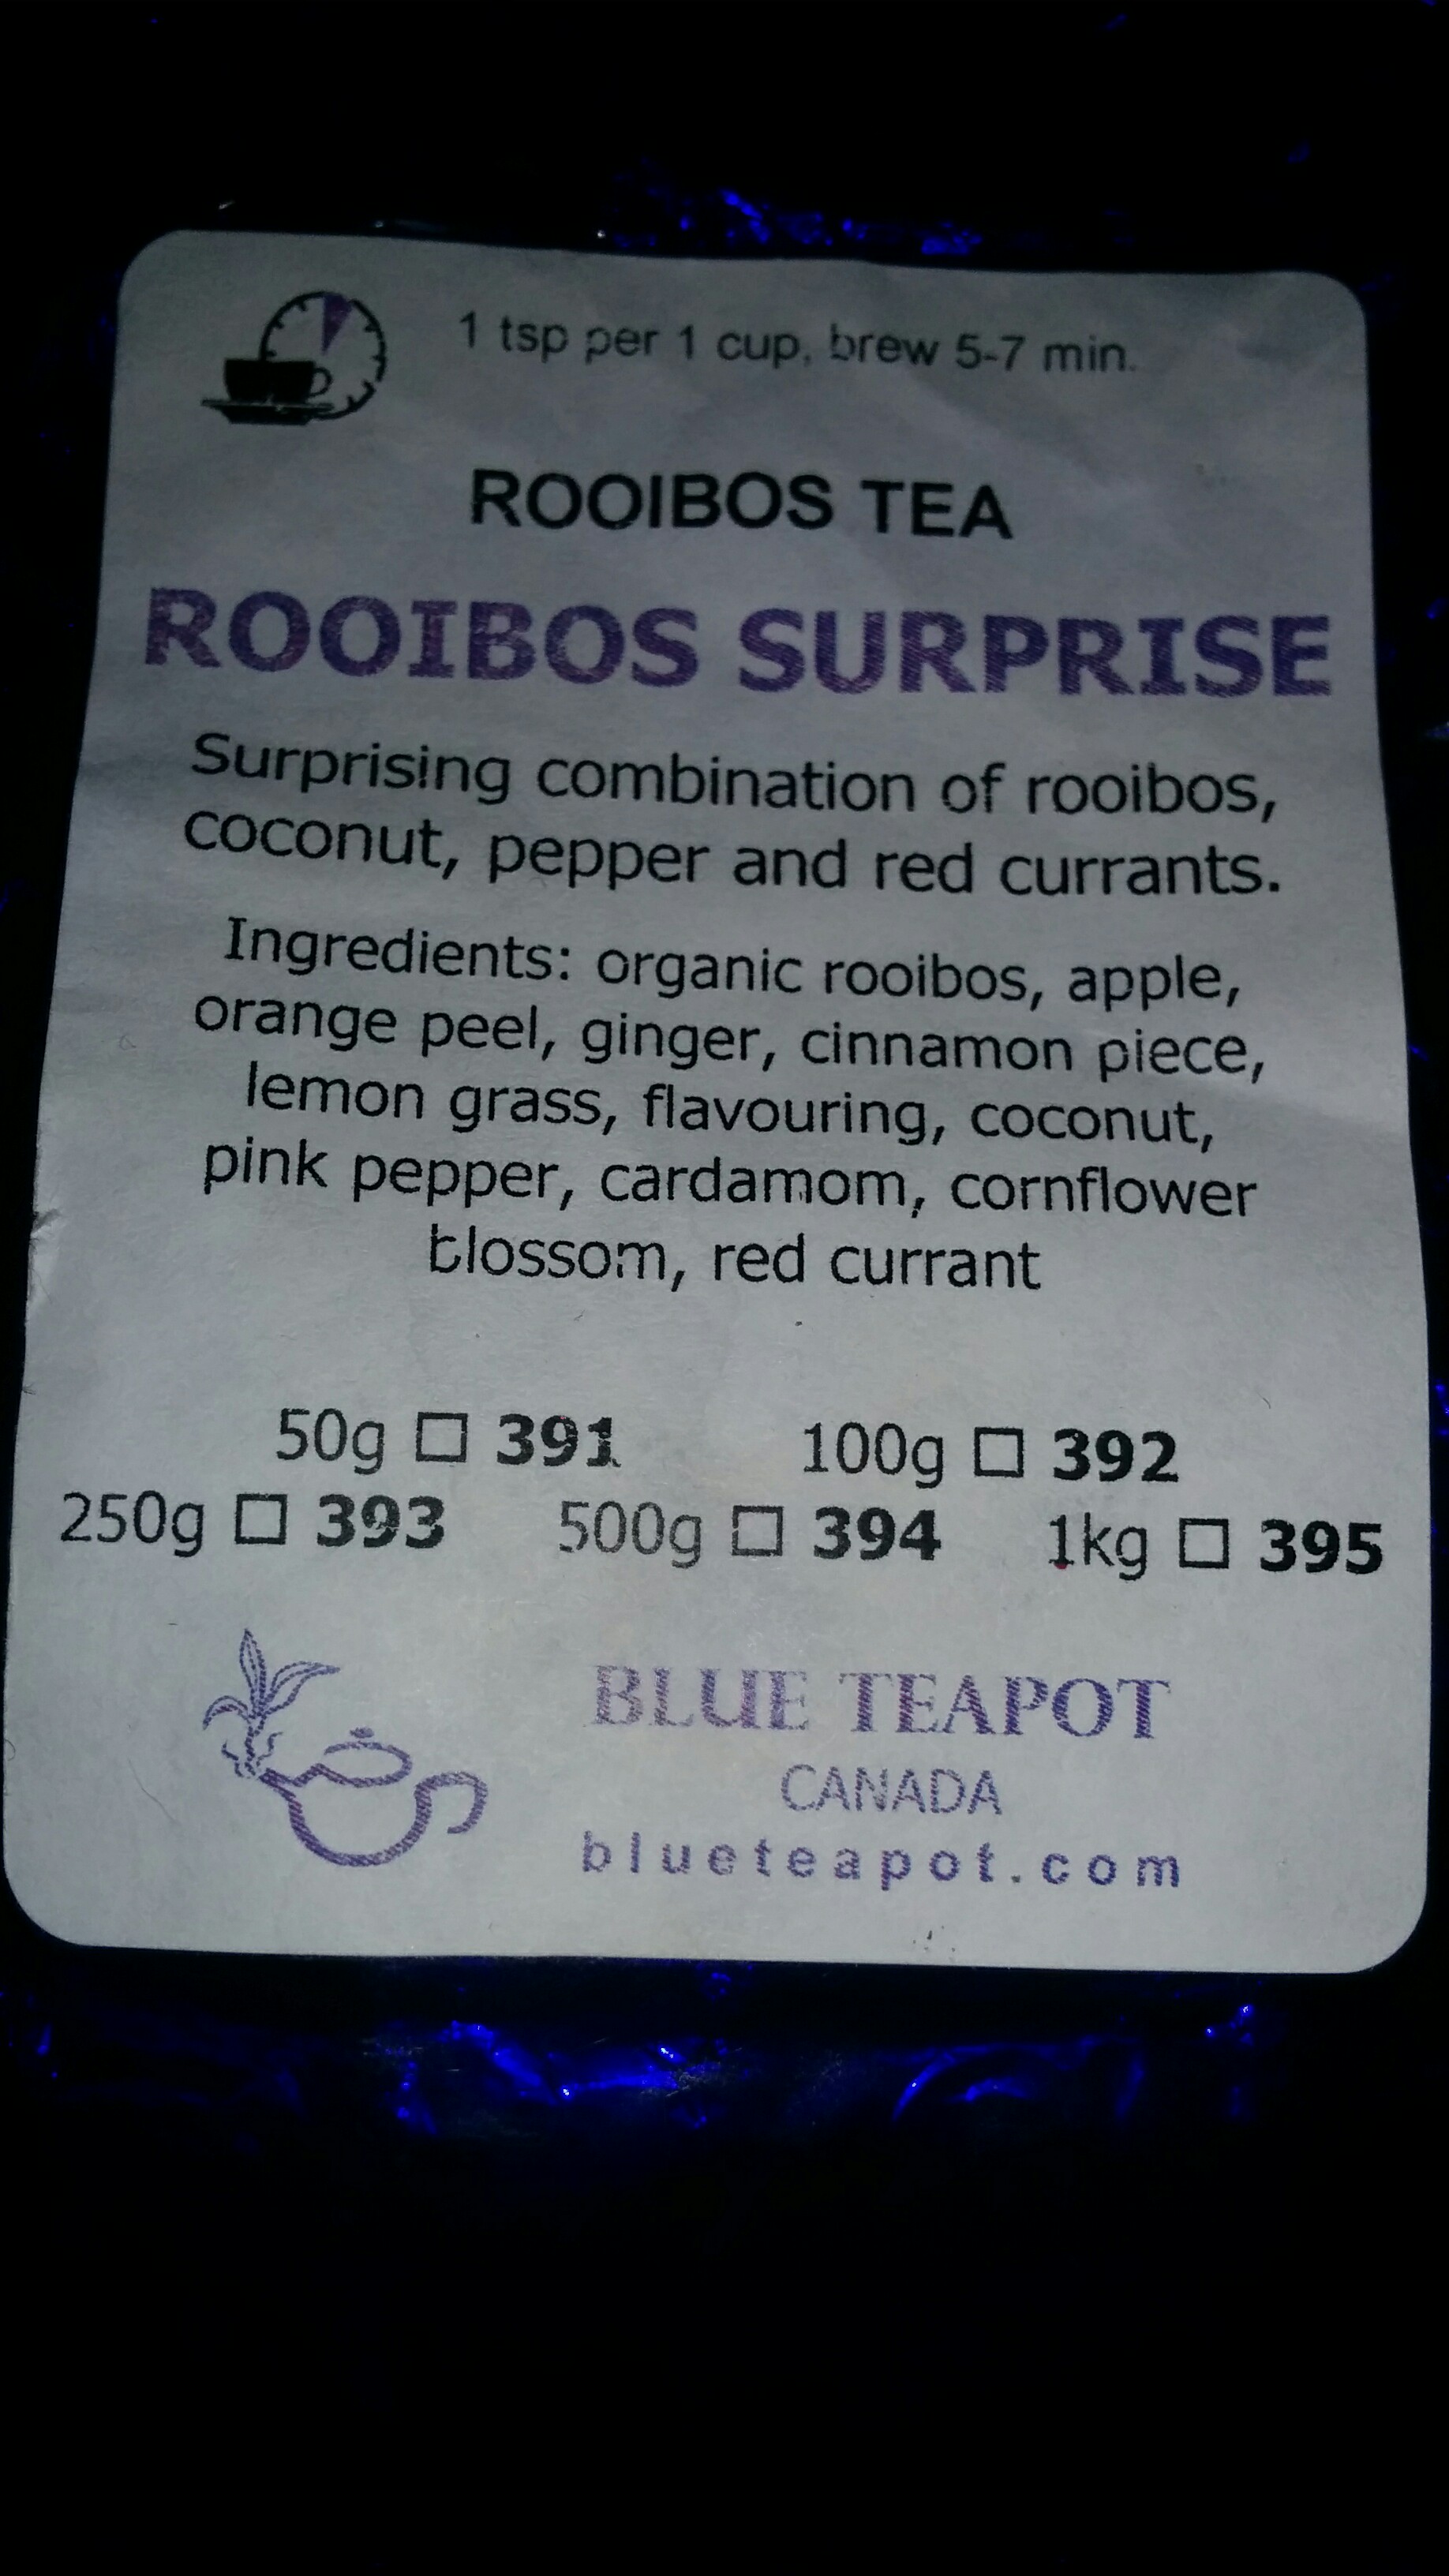 1 tsp per 1 cup, brew 5-7 min.
ROOIBOS TEA
ROOIBOS SURPRISE
Surprising combination of rooibos,
coconut, pepper and red currants.
Ingredients: organic rooibos, apple,
orange peel, ginger, cinnamon piece,
lemon grass, flavouring, coconut,
pink pepper, cardamom, cornflower
blossom, red currant
50g ☐ 391 100g ☐ 392
250g ☐ 393 500g ☐ 394 1kg ☐ 395
BLUE TEAPOT
CANADA
blueteapot.com